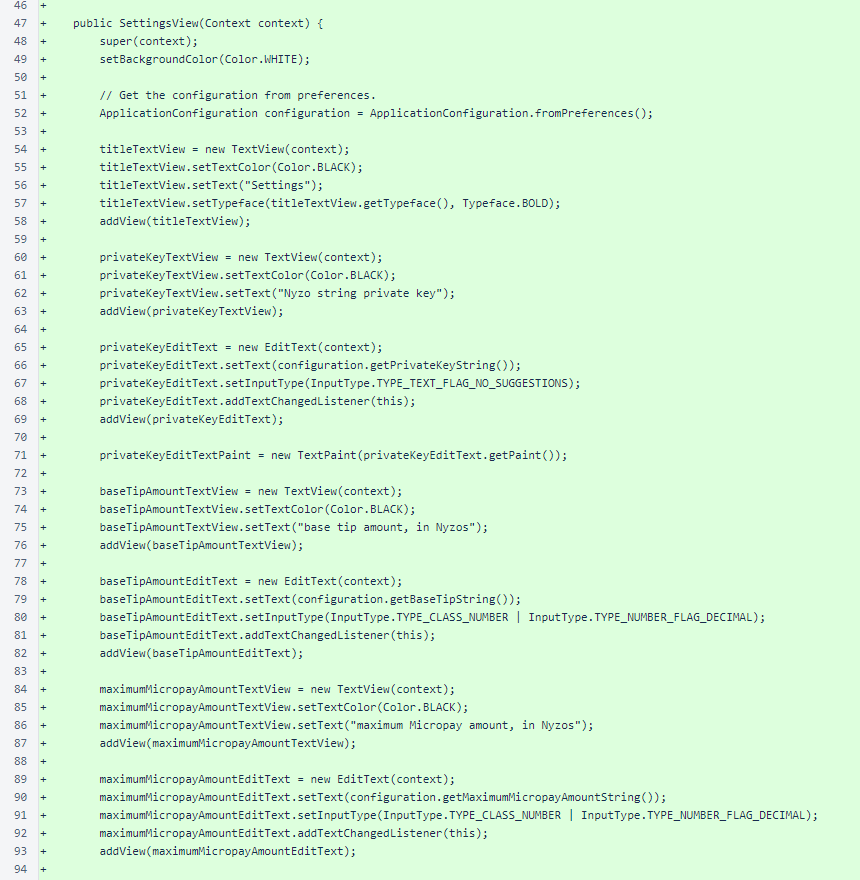 46 +
47 + public SettingsView(Context context) {
48 + super(context);
49 + setBackgroundColor(Color.WHITE);
50 +
51 + // Get the configuration from preferences.
52 + ApplicationConfiguration configuration = ApplicationConfiguration.fromPreferences();
53 +
54 + titleTextView = new TextView(context);
55 + titleTextView.setTextColor(Color.BLACK);
56 + titleTextView.setText("Settings");
57 + titleTextView.setTypeface(titleTextView.getTypeface(), Typeface.BOLD);
58 + addView(titleTextView);
59 +
60 + privateKeyTextView = new TextView(context);
61 + privateKeyTextView.setTextColor(Color.BLACK);
62 + privateKeyTextView.setText("Nyzo string private key");
63 + addView(privateKeyTextView);
64 +
65 + privateKeyEditText = new EditText(context);
66 + privateKeyEditText.setText(configuration.getPrivateKeyString());
67 + privateKeyEditText.setInputType(InputType.TYPE_TEXT_FLAG_NO_SUGGESTIONS);
68 + privateKeyEditText.addTextChangedListener(this);
69 + addView(privateKeyEditText);
70 +
71 + privateKeyEditTextPaint = new TextPaint(privateKeyEditText.getPaint());
72 +
73 + baseTipAmountTextView = new TextView(context);
74 + baseTipAmountTextView.setTextColor(Color.BLACK);
75 + baseTipAmountTextView.setText("base tip amount, in Nyzos");
76 + addView(baseTipAmountTextView);
77 +
78 + baseTipAmountEditText = new EditText(context);
79 + baseTipAmountEditText.setText(configuration.getBaseTipString());
80 + baseTipAmountEditText.setInputType(InputType.TYPE_CLASS_NUMBER | InputType.TYPE_NUMBER_FLAG_DECIMAL);
81 + baseTipAmountEditText.addTextChangedListener(this);
82 + addView(baseTipAmountEditText);
83 +
84 + maximumMicropayAmountTextView = new TextView(context);
85 + maximumMicropayAmountTextView.setTextColor(Color.BLACK);
86 + maximumMicropayAmountTextView.setText("maximum Micropay amount, in Nyzos");
87 + addView(maximumMicropayAmountTextView);
88 +
89 + maximumMicropayAmountEditText = new EditText(context);
90 + maximumMicropayAmountEditText.setText(configuration.getMaximumMicropayAmountString());
91 + maximumMicropayAmountEditText.setInputType(InputType.TYPE_CLASS_NUMBER | InputType.TYPE_NUMBER_FLAG_DECIMAL);
92 + maximumMicropayAmountEditText.addTextChangedListener(this);
93 + addView(maximumMicropayAmountEditText);
94 +